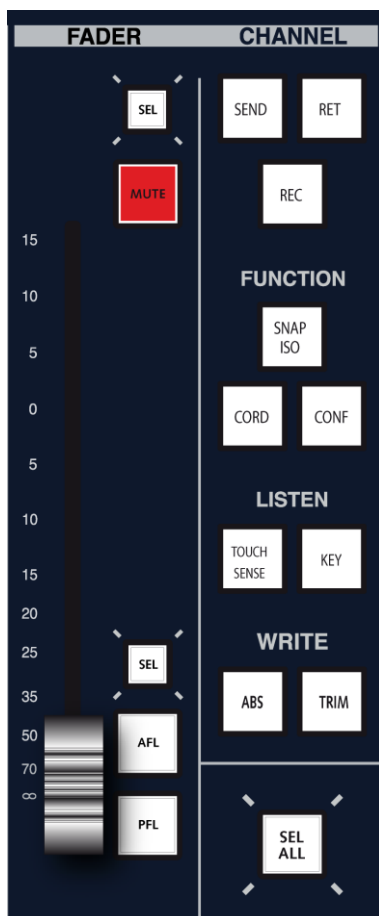 FADER
CHANNEL
SEL
SEND
RET
MUTE
REC
15
10
5
0
5
10
15
20
25
35
50
70
∞
FUNCTION
SNAP
ISO
CORD
CONF
LISTEN
TOUCH
SENSE
KEY
SEL
WRITE
ABS
TRIM
AFL
PFL
SEL
ALL